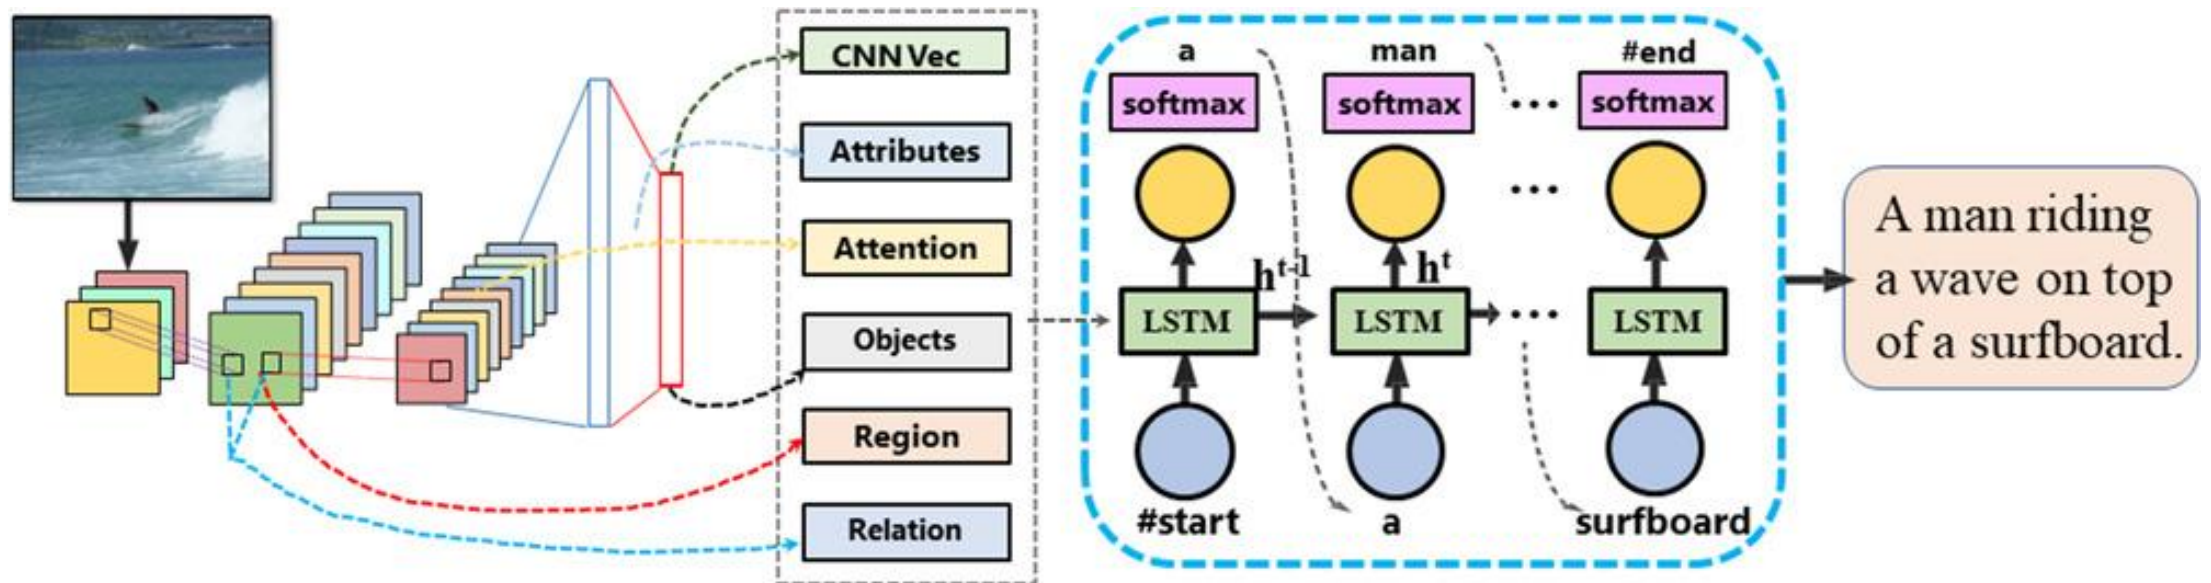 CNN Vec
Attributes
Attention
Objects
Region
Relation
a man #end
softmax softmax ... softmax
...
h^{t-1} h^t
LSTM LSTM ... LSTM
#start a surfboard
A man riding
a wave on top
of a surfboard.